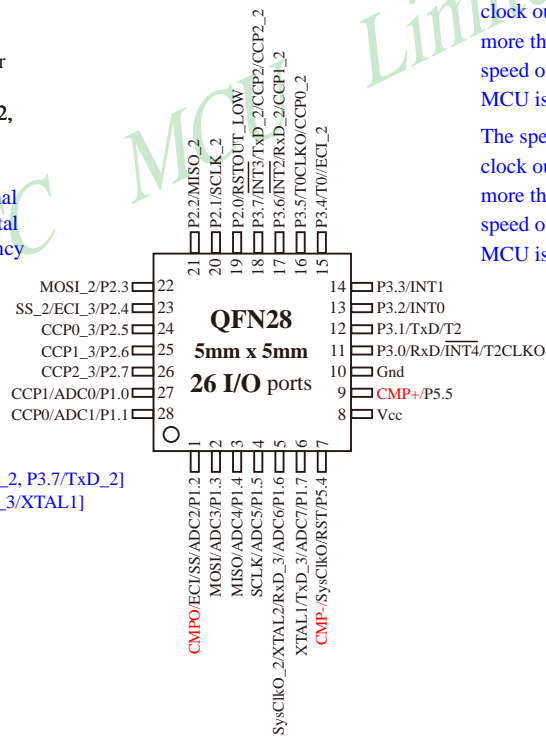 clock ou
more th
speed o
MCU is
The spe
clock ou
more th
speed o
MCU is
r
2,
nal
tal
ncy
C MCU Limi
P2.2/MISO_2
P2.1/SCLK_2
P2.0/RSTOUT_LOW
P3.7/INT3/TxD_2/CCP2/CCP2_2
P3.6/INT2/RxD_2/CCP1_2
P3.5/T0CLKO/CCP0_2
P3.4/T0//ECI_2
21 20 19 18 17 16 15
MOSI_2/P2.3 22
SS_2/ECI_3/P2.4 23
CCP0_3/P2.5 24
CCP1_3/P2.6 25
CCP2_3/P2.7 26
CCP1/ADC0/P1.0 27
CCP0/ADC1/P1.1 28
QFN28
5mm x 5mm
26 I/O ports
14 P3.3/INT1
13 P3.2/INT0
12 P3.1/TxD/T2
11 P3.0/RxD/INT4/T2CLKO
10 Gnd
9 CMP+/P5.5
8 Vcc
_2, P3.7/TxD_2]
_3/XTAL1]
1 2 3 4 5 6 7
CMPO/ECI/SS/ADC2/P1.2
MOSI/ADC3/P1.3
MISO/ADC4/P1.4
SCLK/ADC5/P1.5
SysClkO_2/XTAL2/RxD_3/ADC6/P1.6
XTAL1/TxD_3/ADC7/P1.7
CMP-/SysClkO/RST/P5.4